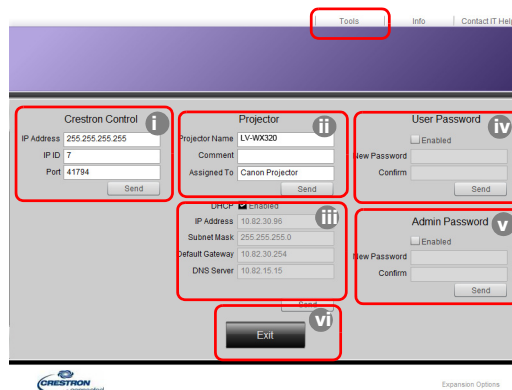 Tools
Info
Contact IT Help
Crestron Control
i
IP Address 255.255.255.255
IP ID 7
Port 41794
Send
Projector
ii
Projector Name LV-WX320
Comment
Assigned To Canon Projector
Send
DHCP Enabled
iii
IP Address 10.82.30.96
Subnet Mask 255.255.255.0
Default Gateway 10.82.30.254
DNS Server 10.82.15.15
Send
User Password
iv
Enabled
New Password
Confirm
Send
Admin Password
v
Enabled
New Password
Confirm
Send
vi
Exit
CRESTRON
connected
Expansion Options